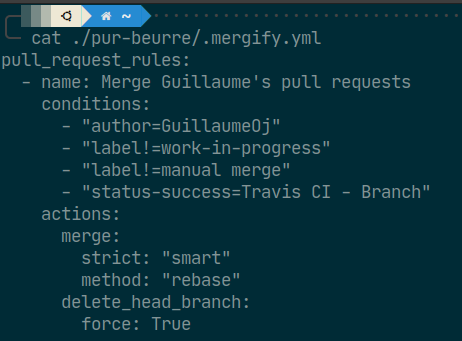 ~
cat ./pur-beurre/.mergify.yml
pull_request_rules:
  - name: Merge Guillaume's pull requests
    conditions:
      - "author=GuillaumeOj"
      - "label!=work-in-progress"
      - "label!=manual merge"
      - "status-success=Travis CI - Branch"
    actions:
      merge:
        strict: "smart"
        method: "rebase"
      delete_head_branch:
        force: True